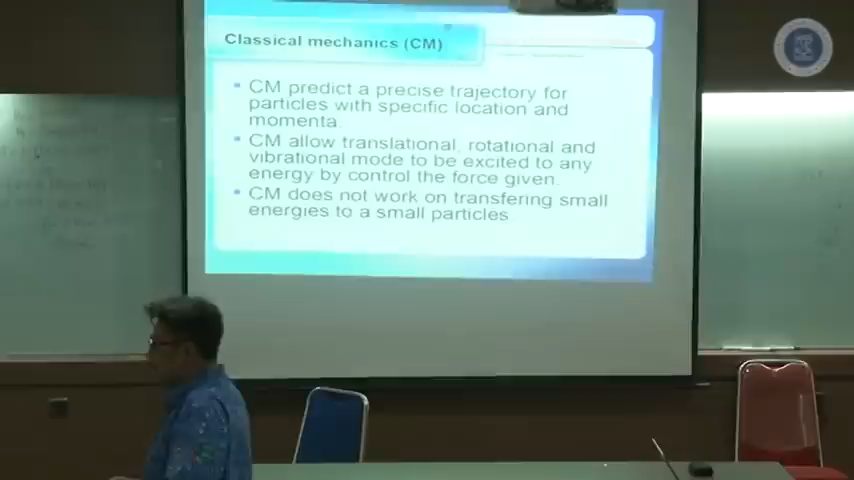 Classical mechanics (CM)
CM predict a precise trajectory for
particles with specific location and
momenta.
CM allow translational, rotational and
vibrational mode to be excited to any
energy by control the force given.
CM does not work on transfering small
energies to a small particles